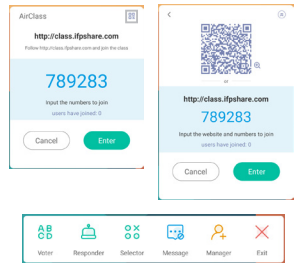 AirClass
http://class.ifpshare.com
Follow http://class.ifpshare.com and join the class
789283
Input the numbers to join
users have joined: 0
Cancel
Enter
http://class.ifpshare.com
789283
Input the website and numbers to join
users have joined: 0
Cancel
Enter
A B
C D
Voter
Responder
Selector
Message
Manager
Exit